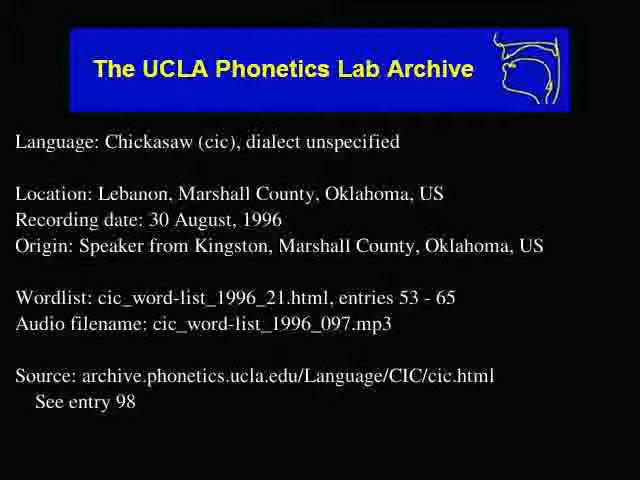 The UCLA Phonetics Lab Archive
Language: Chickasaw (cic), dialect unspecified
Location: Lebanon, Marshall County, Oklahoma, US
Recording date: 30 August, 1996
Origin: Speaker from Kingston, Marshall County, Oklahoma, US
Wordlist: cic_word-list_1996_21.html, entries 53 - 65
Audio filename: cic_word-list_1996_097.mp3
Source: archive.phonetics.ucla.edu/Language/CIC/cic.html
See entry 98